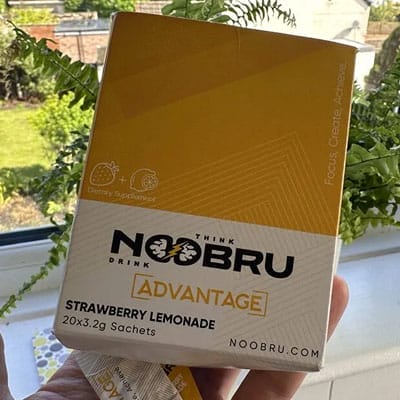 Focus, Create, Achieve.
Dietary Supplement
THINK
NOOBRU
DRINK
ADVANTAGE
STRAWBERRY LEMONADE
20x3.2g Sachets
NOOBRU.COM